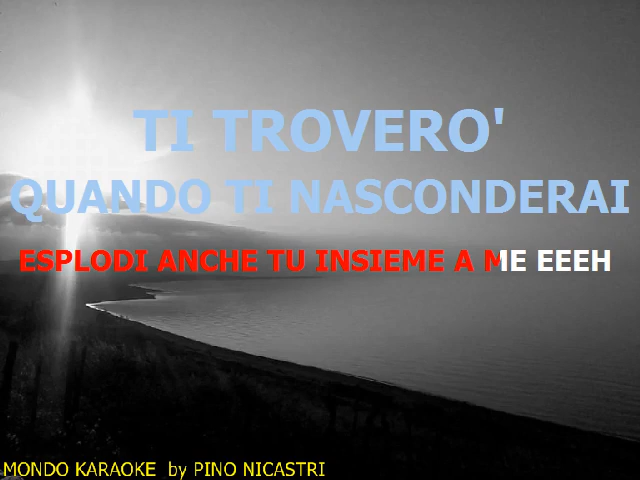 TI TROVERO'
QUANDO TI NASCONDERAI
ESPLODI ANCHE TU INSIEME A ME EEEH
MONDO KARAOKE by PINO NICASTRI